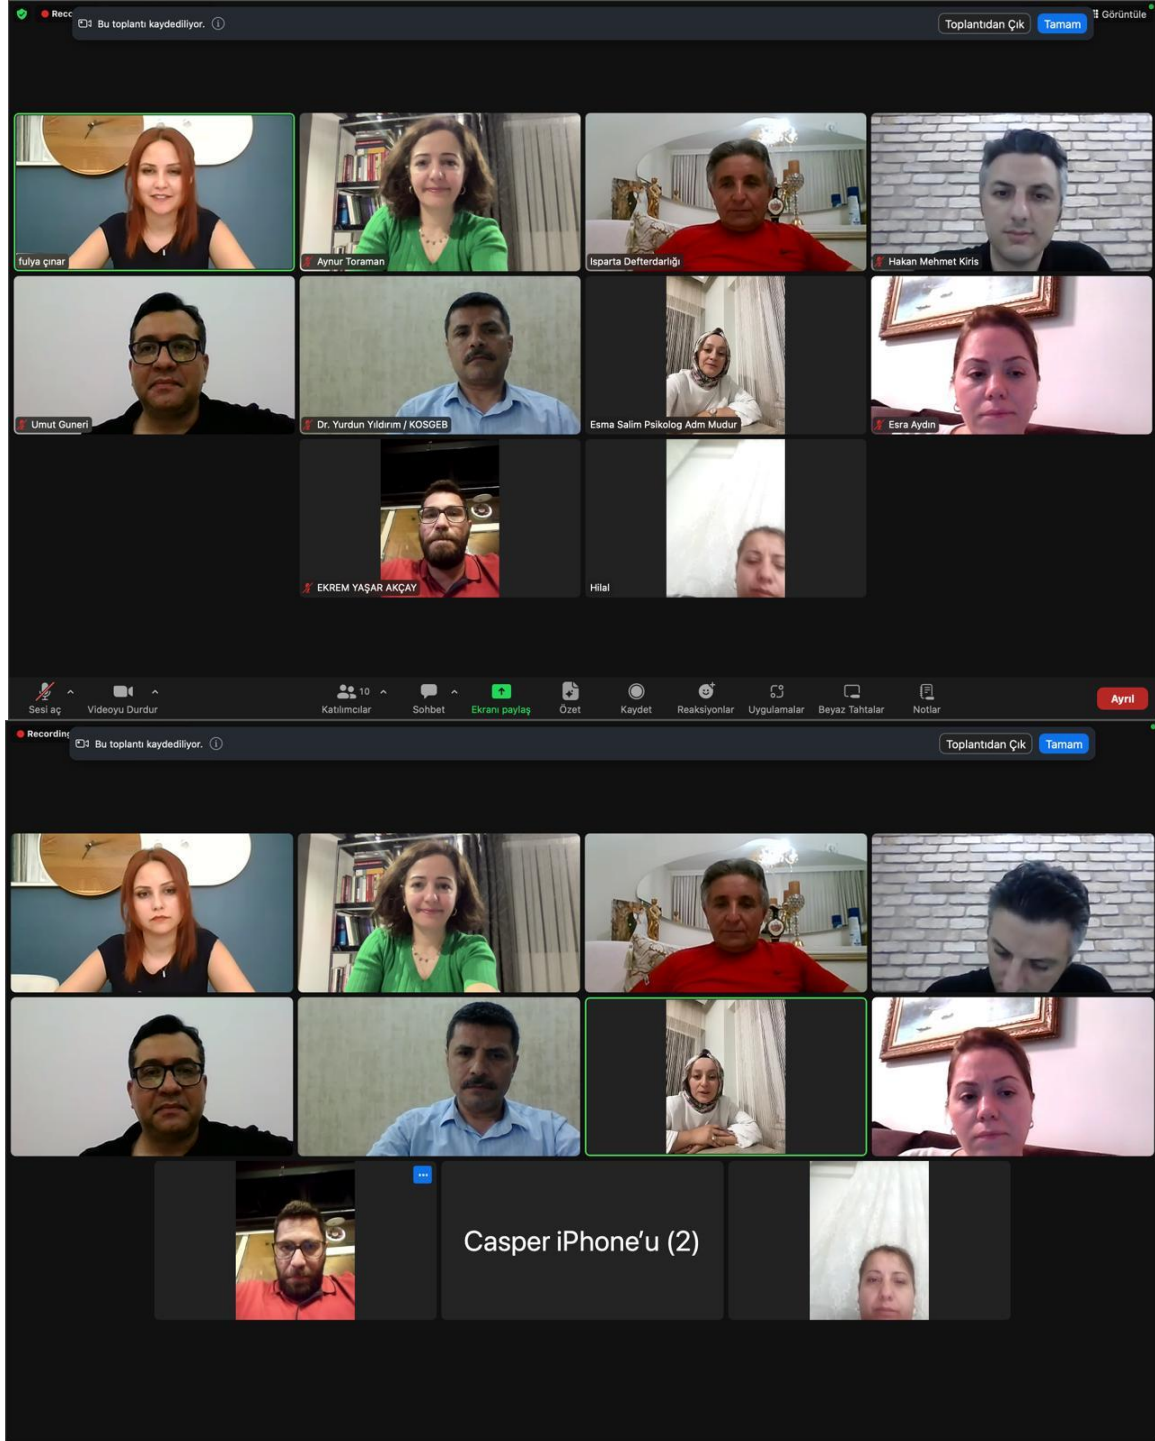 Rec
Bu toplantı kaydediliyor.
Toplantıdan Çık
Tamam
Görüntüle
fulya çınar
Aynur Toraman
Isparta Defterdarlığı
Hakan Mehmet Kiris
Umut Guneri
Dr. Yurdun Yıldırım / KOSGEB
Esma Salim Psikolog Adm Mudur
Esra Aydın
EKREM YAŞAR AKÇAY
Hilal
Sesi aç
Videoyu Durdur
10
Katılımcılar
Sohbet
Ekranı paylaş
Özet
Kaydet
Reaksiyonlar
Uygulamalar
Beyaz Tahtalar
Notlar
Ayrıl
Recording
Bu toplantı kaydediliyor.
Toplantıdan Çık
Tamam
Casper iPhone'u (2)